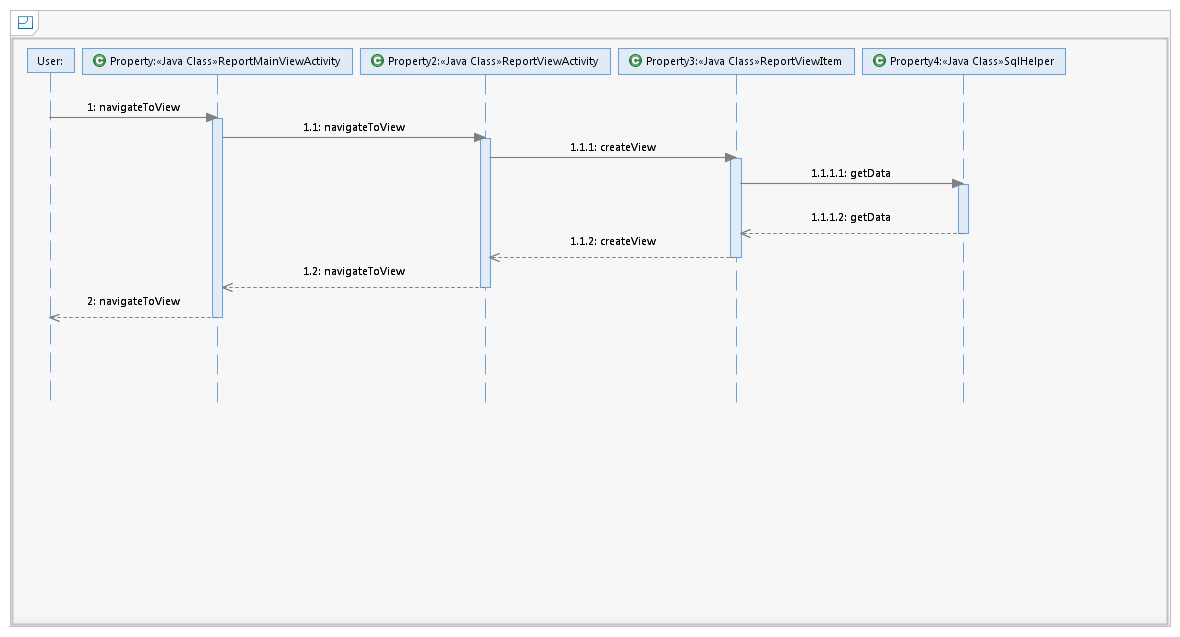 User:
C Property:«Java Class»ReportMainViewActivity
C Property2:«Java Class»ReportViewActivity
C Property3:«Java Class»ReportViewItem
C Property4:«Java Class»SqlHelper
1: navigateToView
1.1: navigateToView
1.1.1: createView
1.1.1.1: getData
1.1.1.2: getData
1.1.2: createView
1.2: navigateToView
2: navigateToView